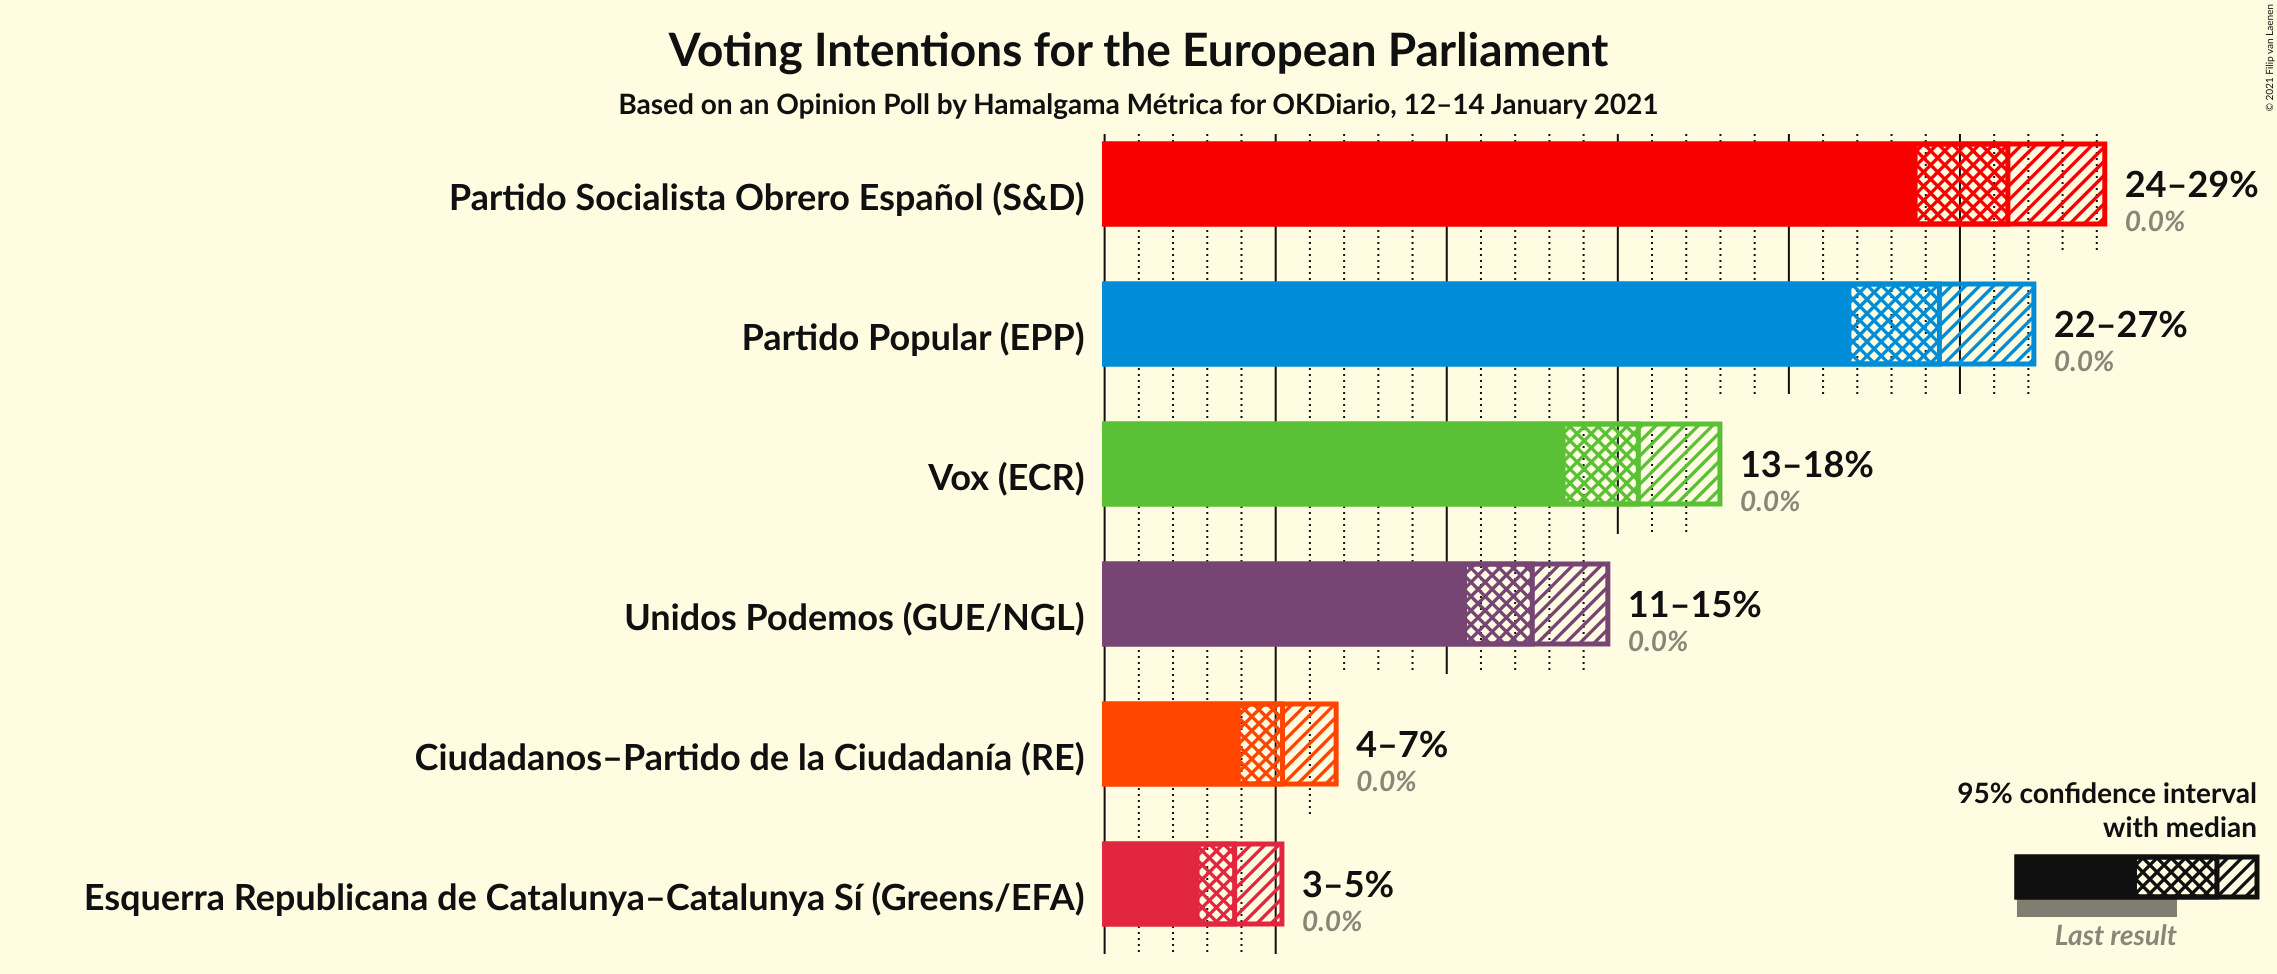 Voting Intentions for the European Parliament
Based on an Opinion Poll by Hamalgama Métrica for OKDiario, 12–14 January 2021
© 2021 Filip van Laenen
Partido Socialista Obrero Español (S&D)
24–29%
0.0%
Partido Popular (EPP)
22–27%
0.0%
Vox (ECR)
13–18%
0.0%
Unidos Podemos (GUE/NGL)
11–15%
0.0%
Ciudadanos–Partido de la Ciudadanía (RE)
4–7%
0.0%
Esquerra Republicana de Catalunya–Catalunya Sí (Greens/EFA)
3–5%
0.0%
95% confidence interval
with median
Last result